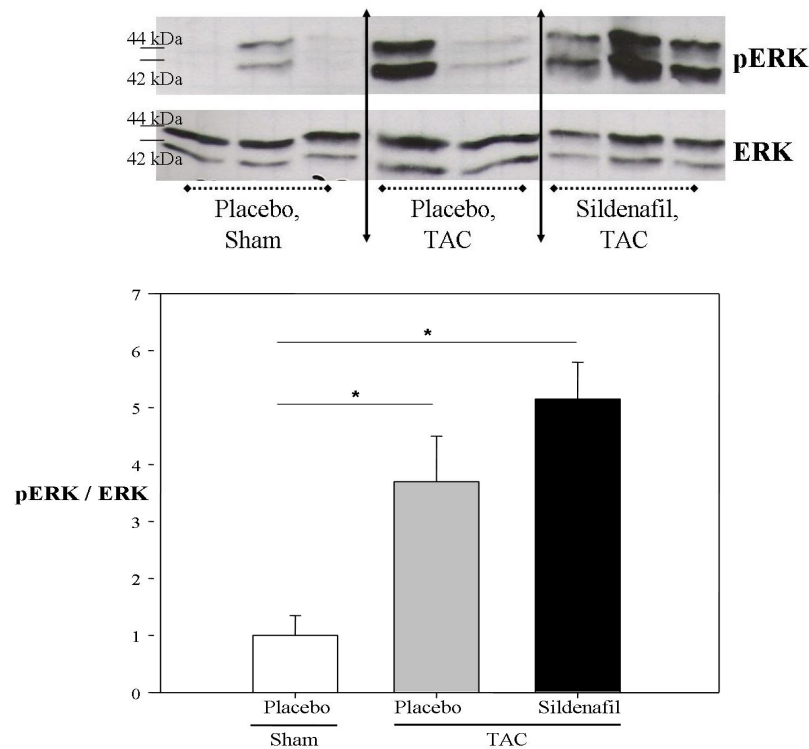 44 kDa
42 kDa
pERK
44 kDa
42 kDa
ERK
Placebo,
Sham
Placebo,
TAC
Sildenafil,
TAC
7
6
5
4
3
2
1
0
pERK / ERK
*
*
Placebo Placebo Sildenafil
Sham TAC